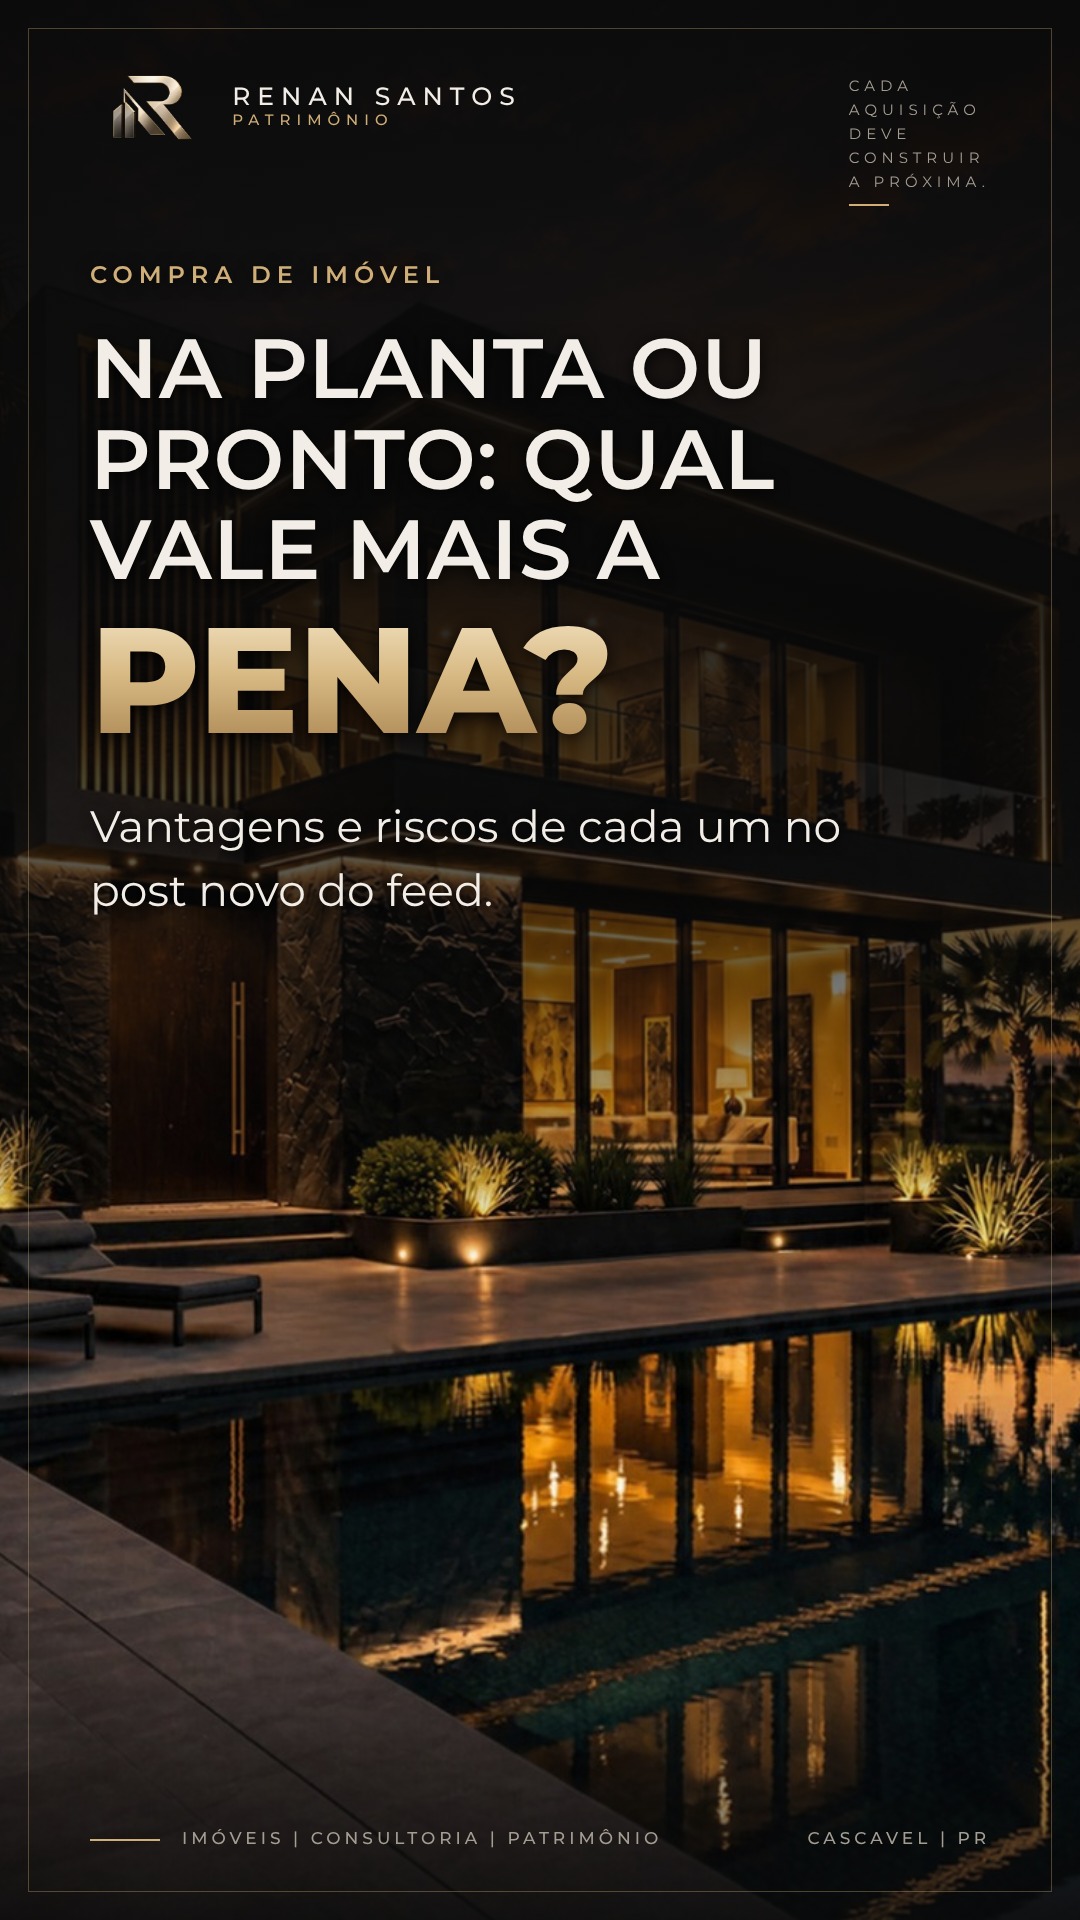 RENAN SANTOS
PATRIMÔNIO
CADA
AQUISIÇÃO
DEVE
CONSTRUIR
A PRÓXIMA.
COMPRA DE IMÓVEL
NA PLANTA OU
PRONTO: QUAL
VALE MAIS A
PENA?
Vantagens e riscos de cada um no
post novo do feed.
IMÓVEIS | CONSULTORIA | PATRIMÔNIO
CASCAVEL | PR